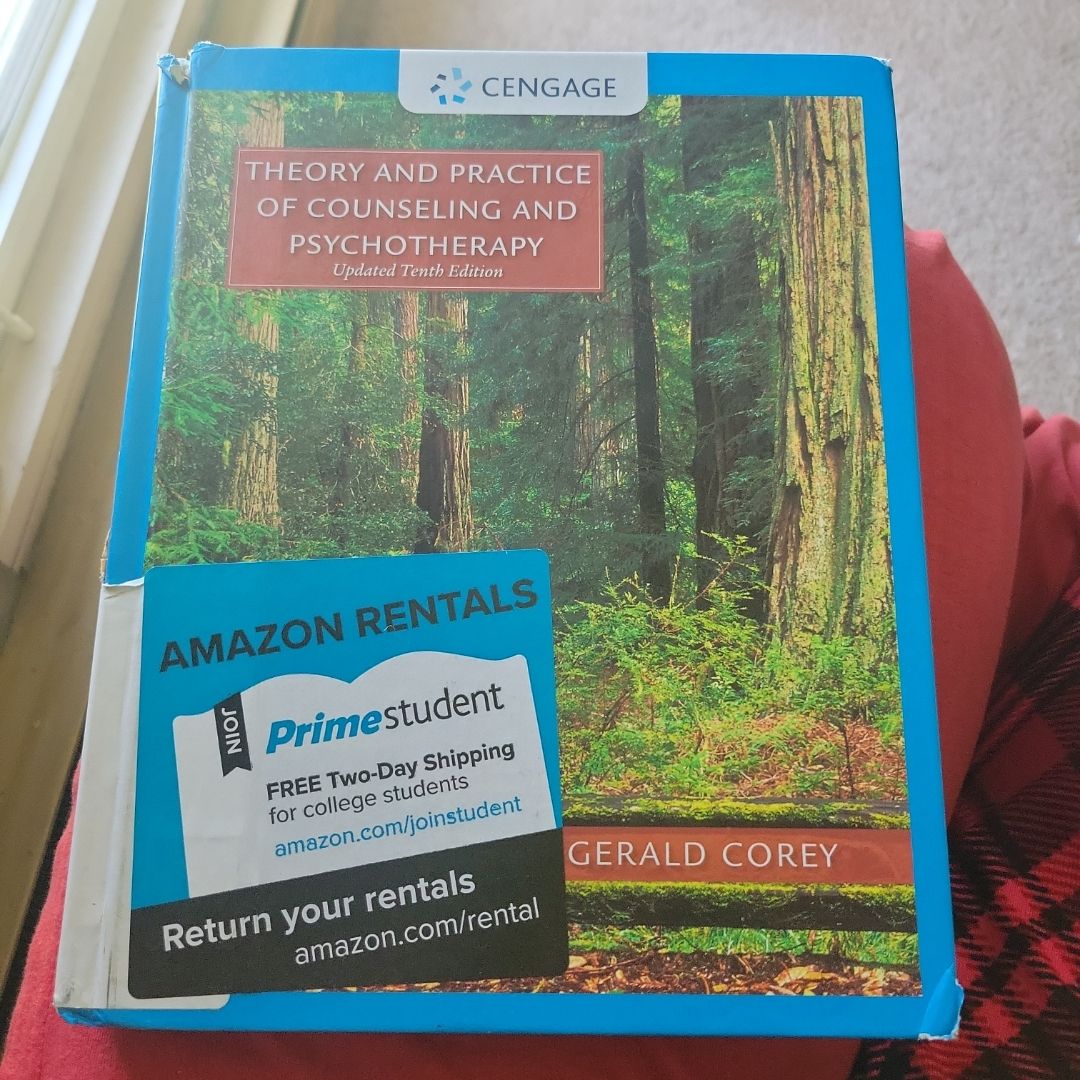 CENGAGE
THEORY AND PRACTICE
OF COUNSELING AND
PSYCHOTHERAPY
Updated Tenth Edition
AMAZON RENTALS
JOIN
Primestudent
FREE Two-Day Shipping
for college students
amazon.com/joinstudent
Return your rentals
amazon.com/rental
GERALD COREY